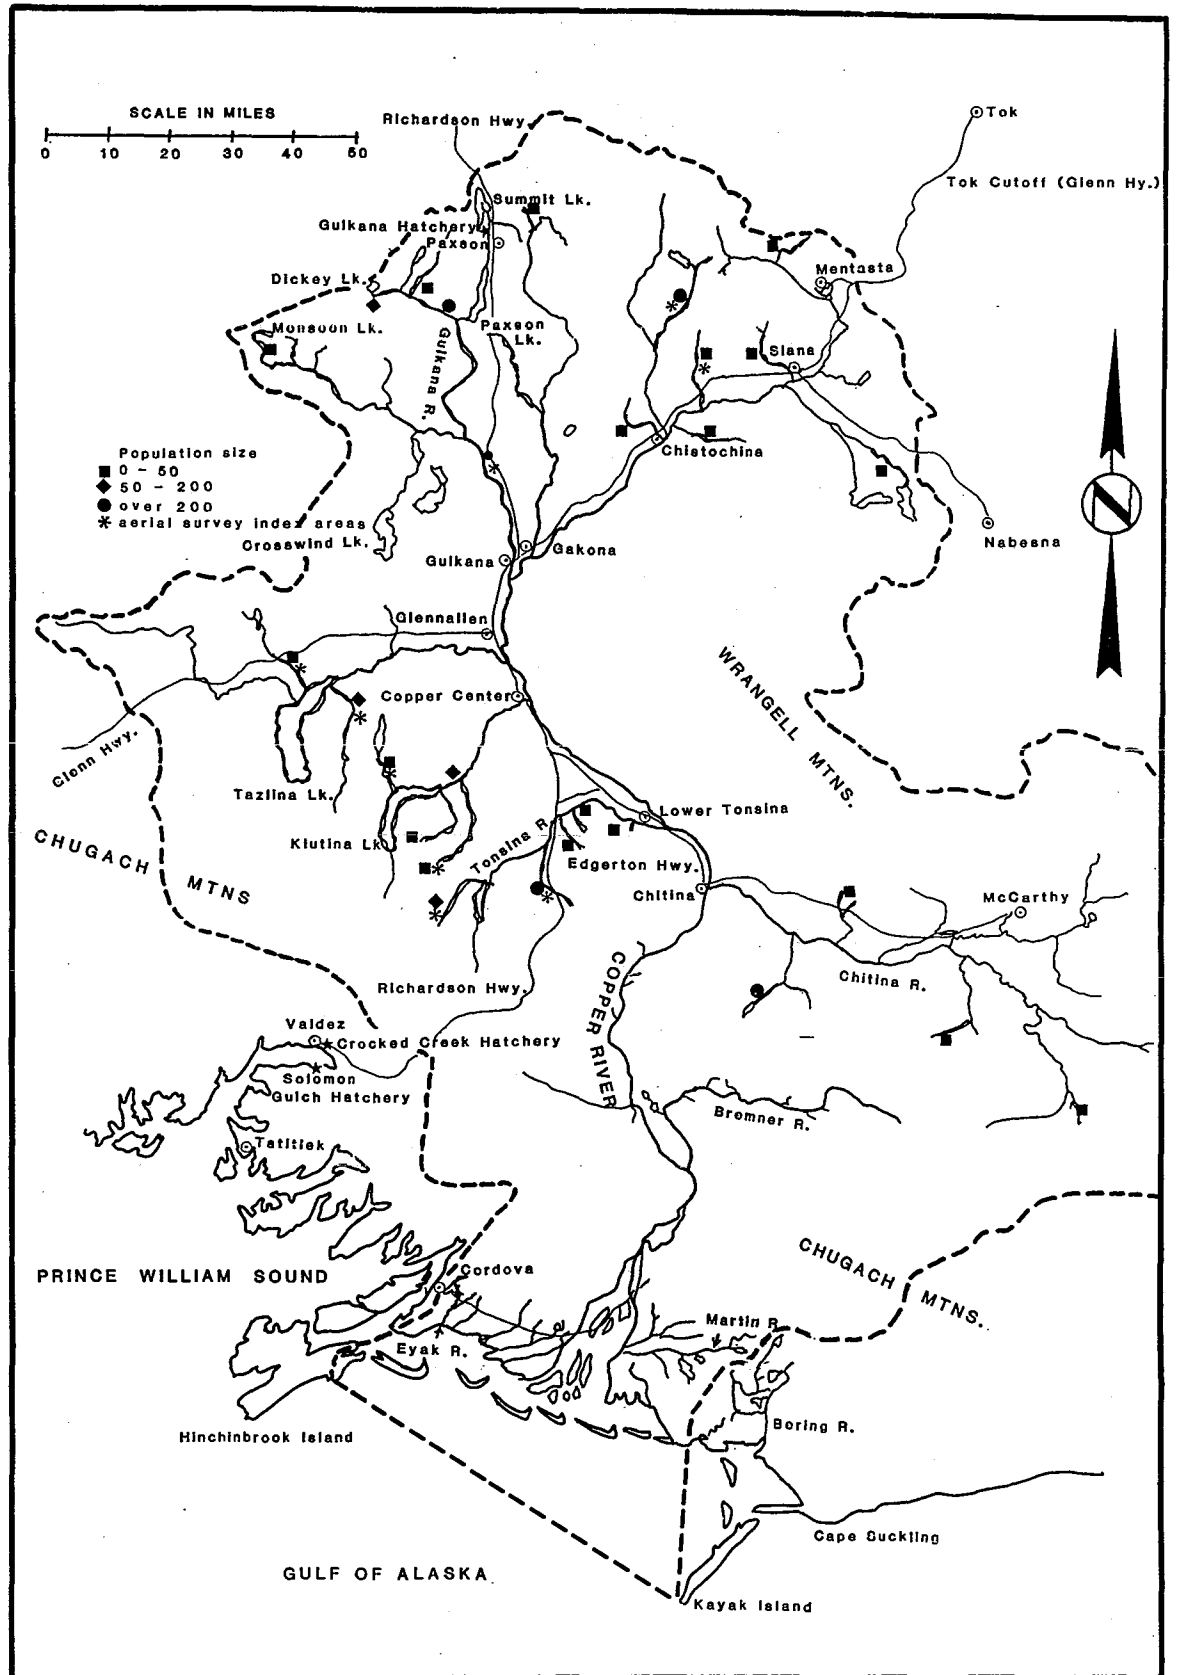 SCALE IN MILES
0 10 20 30 40 50
Richardson Hwy.
Tok
Tok Cutoff (Glenn Hy.)
Summit Lk.
Gulkana Hatchery
Paxson
Dickey Lk.
Mentasta
Monsoon Lk.
Paxson
Lk.
Gulkana R.
Slana
Population size
0 - 50
50 - 200
over 200
* aerial survey index areas
Chistochina
Crosswind Lk.
Gakona
Gulkana
Nabesna
N
Glennallen
Copper Center
WRANGELL MTNS.
Glenn Hwy.
Tazlina Lk.
Lower Tonsina
CHUGACH MTNS
Klutina Lk
Tonsina R.
Edgerton Hwy.
Chitina
McCarthy
Richardson Hwy.
Chitina R.
COPPER RIVER
Valdez
Crocked Creek Hatchery
Solomon
Gulch Hatchery
Bremner R.
Tatitlek
PRINCE WILLIAM SOUND
Cordova
CHUGACH MTNS.
Martin R.
Eyak R.
Hinchinbrook Island
Boring R.
Cape Suckling
GULF OF ALASKA
Kayak Island